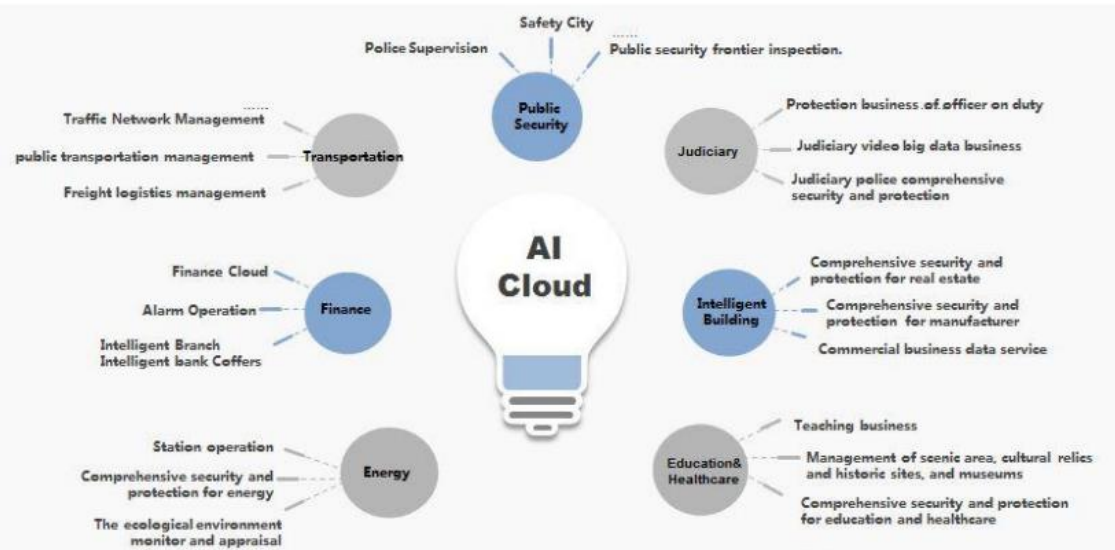 Safety City
Police Supervision
......
Public security frontier inspection.
Public
Security
......
Traffic Network Management
public transportation management
Freight logistics management
Transportation
Protection business of officer on duty
Judiciary video big data business
Judiciary police comprehensive
security and protection
Judiciary
AI
Cloud
Finance Cloud
Alarm Operation
Intelligent Branch
Intelligent bank Coffers
Finance
Comprehensive security and
protection for real estate
Comprehensive security and
protection for manufacturer
Commercial business data service
Intelligent
Building
Station operation
Comprehensive security and
protection for energy
The ecological environment
monitor and appraisal
Energy
Teaching business
Management of scenic area, cultural relics
and historic sites, and museums
Comprehensive security and protection
for education and healthcare
Education&
Healthcare